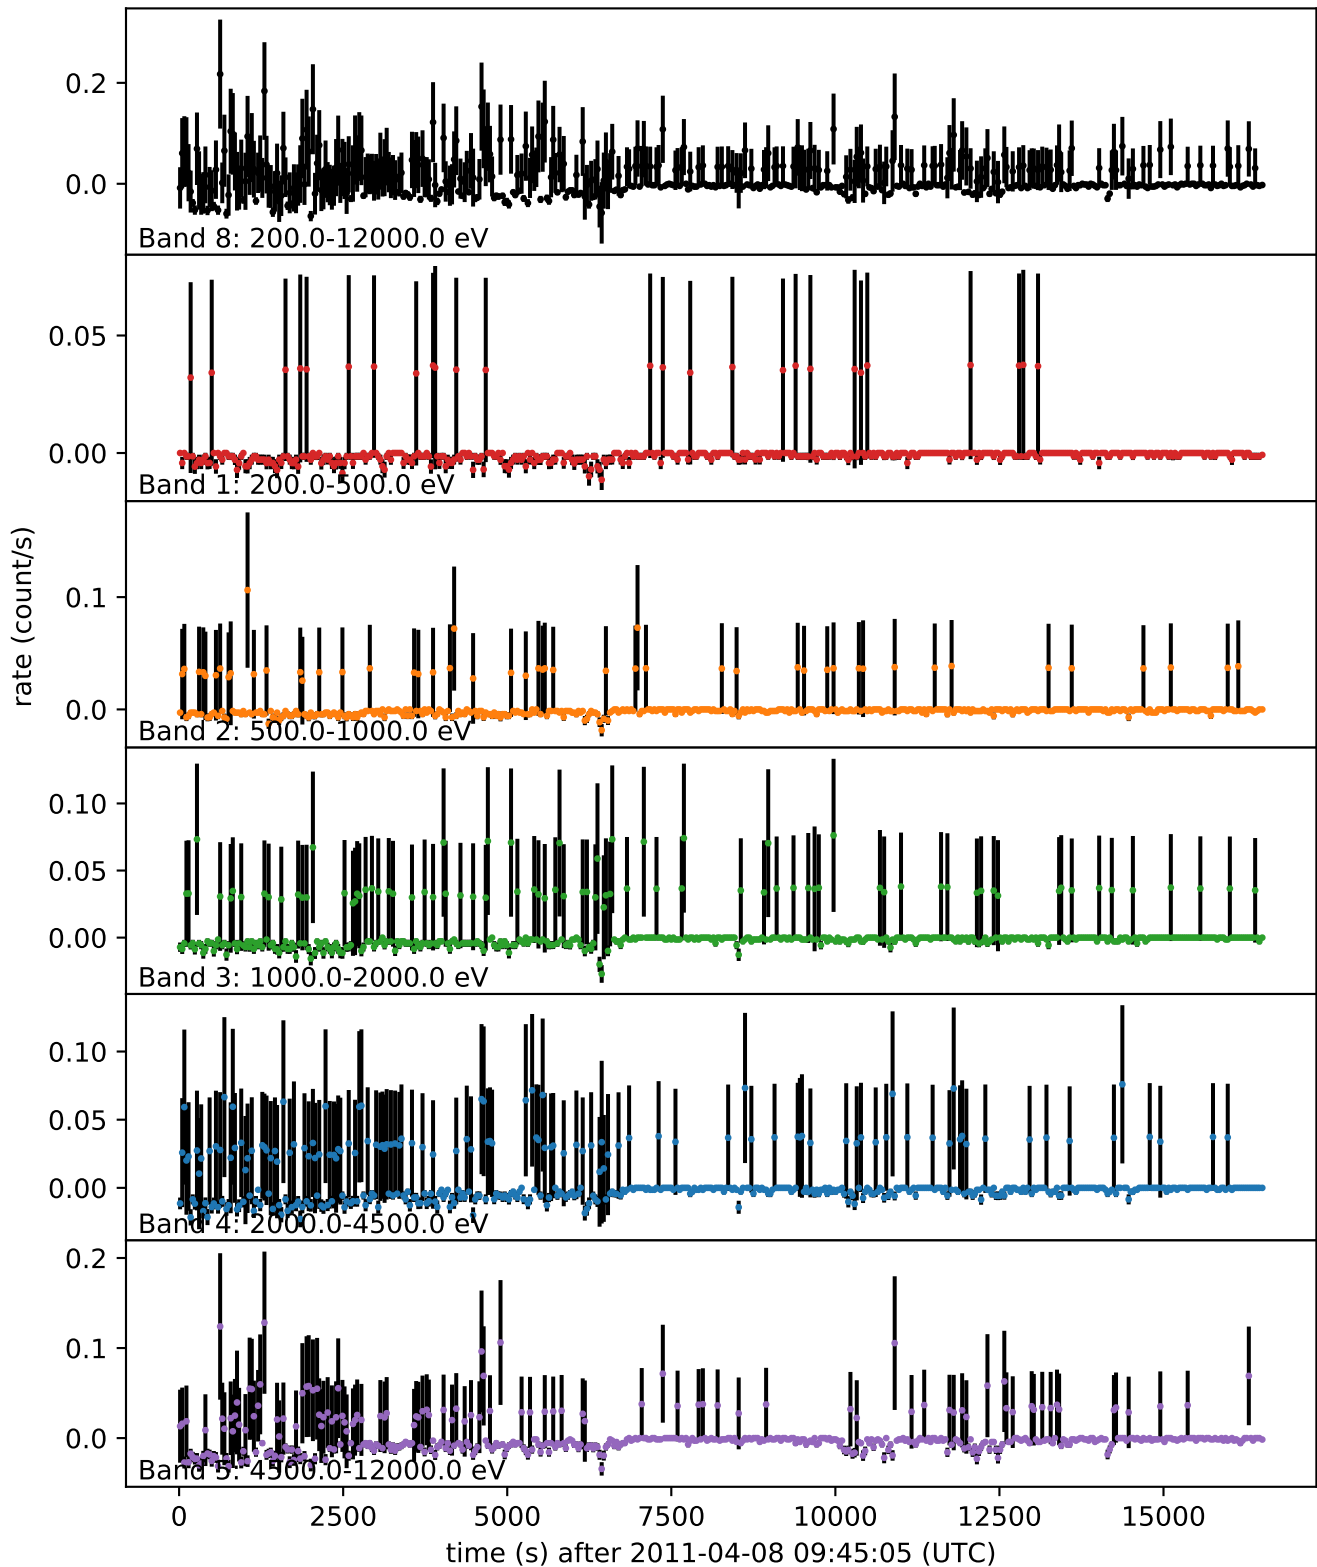 0.2
0.0
Band 8: 200.0-12000.0 eV
0.05
0.00
Band 1: 200.0-500.0 eV
0.1
0.0
Band 2: 500.0-1000.0 eV
rate (count/s)
0.10
0.05
0.00
Band 3: 1000.0-2000.0 eV
0.10
0.05
0.00
Band 4: 2000.0-4500.0 eV
0.2
0.1
0.0
Band 5: 4500.0-12000.0 eV
0 2500 5000 7500 10000 12500 15000
time (s) after 2011-04-08 09:45:05 (UTC)